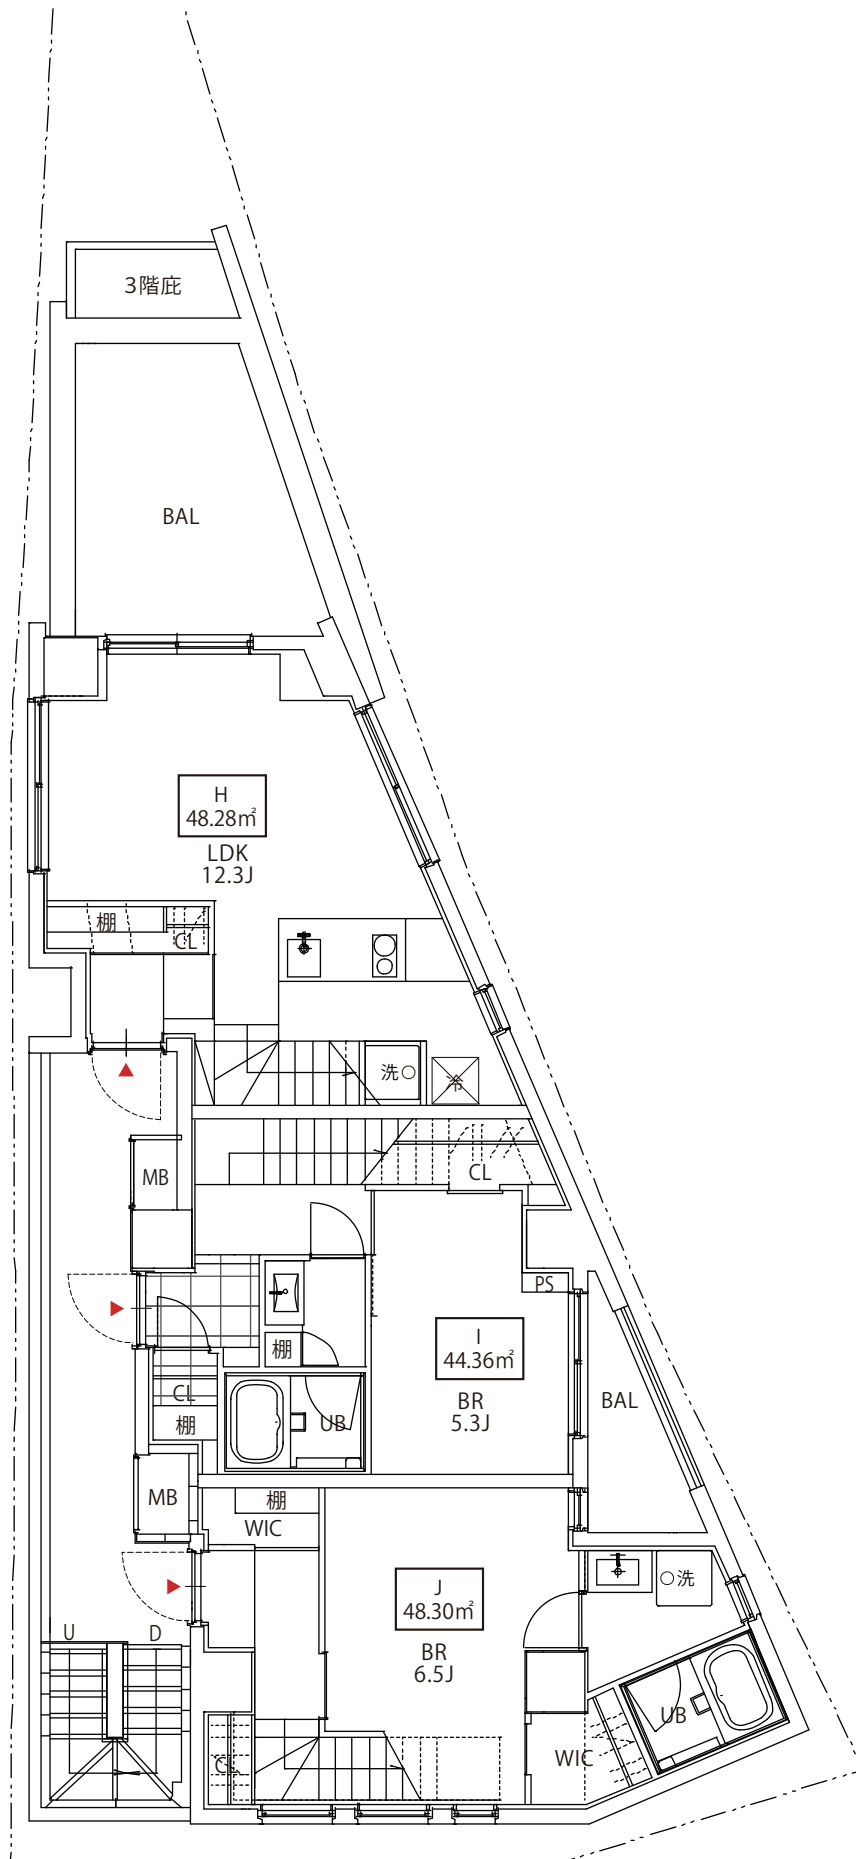 3階庇
BAL
H
48.28㎡
LDK
12.3J
棚
CL
洗
冷
MB
CL
PS
I
44.36㎡
BR
5.3J
BAL
棚
CL
棚
UB
MB
棚
WIC
洗
J
48.30㎡
BR
6.5J
U
D
UB
WIC
CL